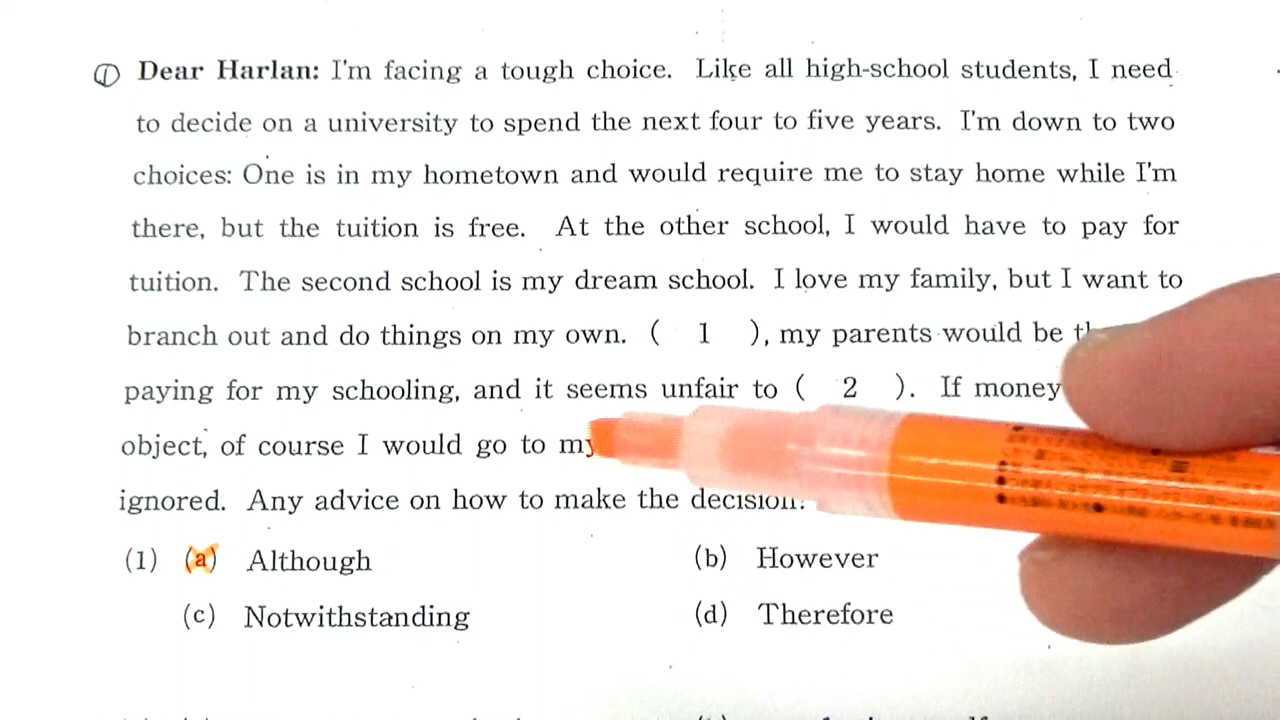 ① Dear Harlan: I'm facing a tough choice. Like all high-school students, I need
to decide on a university to spend the next four to five years. I'm down to two
choices: One is in my hometown and would require me to stay home while I'm
there, but the tuition is free. At the other school, I would have to pay for
tuition. The second school is my dream school. I love my family, but I want to
branch out and do things on my own. ( 1 ), my parents would be
paying for my schooling, and it seems unfair to ( 2 ). If money
object, of course I would go to my
ignored. Any advice on how to make the decision?
(1) (a) Although (b) However
(c) Notwithstanding (d) Therefore